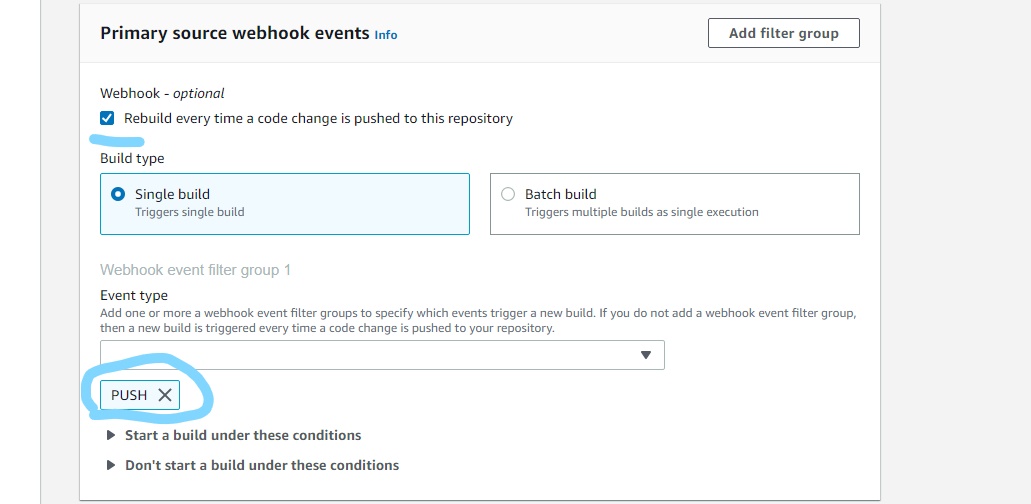 Primary source webhook events Info
Add filter group
Webhook - optional
Rebuild every time a code change is pushed to this repository
Build type
Single build
Triggers single build
Batch build
Triggers multiple builds as single execution
Webhook event filter group 1
Event type
Add one or more a webhook event filter groups to specify which events trigger a new build. If you do not add a webhook event filter group,
then a new build is triggered every time a code change is pushed to your repository.
PUSH
Start a build under these conditions
Don't start a build under these conditions